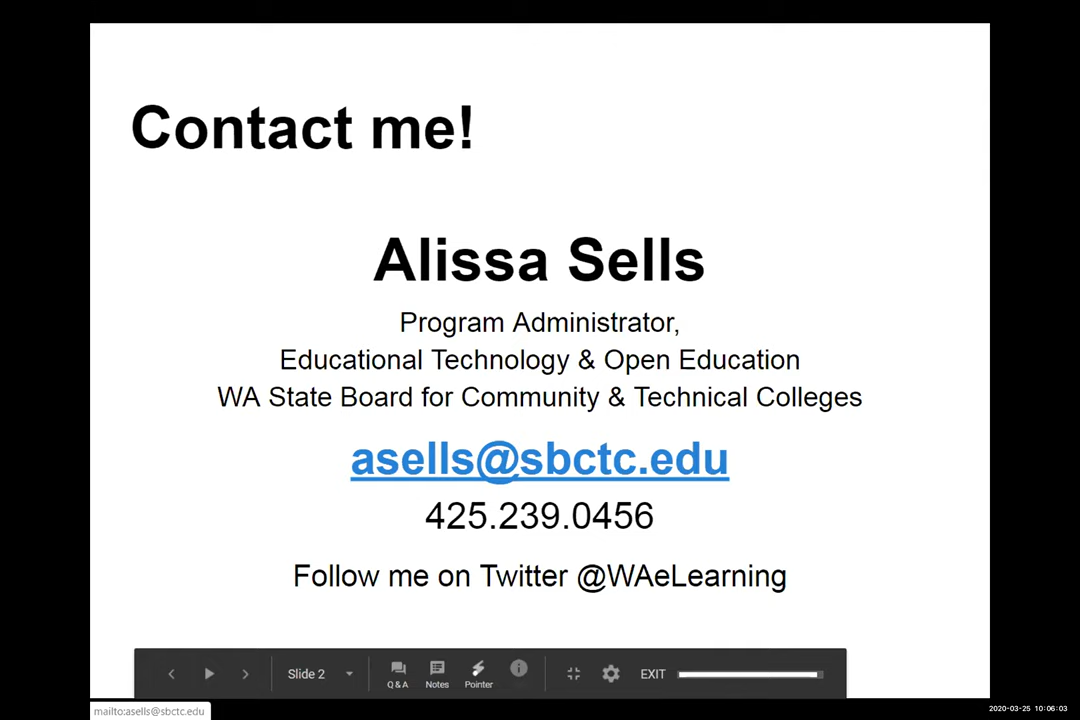 Contact me!
Alissa Sells
Program Administrator,
Educational Technology & Open Education
WA State Board for Community & Technical Colleges
asells@sbctc.edu
425.239.0456
Follow me on Twitter @WAeLearning
Slide 2
Q & A
Notes
Pointer
EXIT
mailto:asells@sbctc.edu
2020-03-25 10:06:03